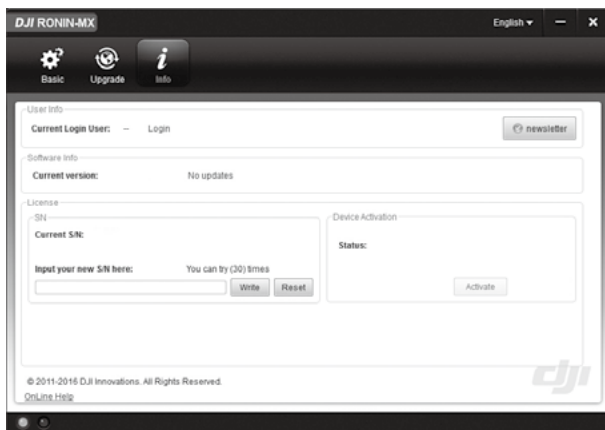 DJI RONIN-MX
English
Basic
Upgrade
Info
User Info
Current Login User: -- Login
newsletter
Software Info
Current version: No updates
License
SN
Current S/N:
Input your new S/N here: You can try (30) times
Write Reset
Device Activation
Status:
Activate
© 2011-2016 DJI Innovations. All Rights Reserved.
OnLine Help
dji